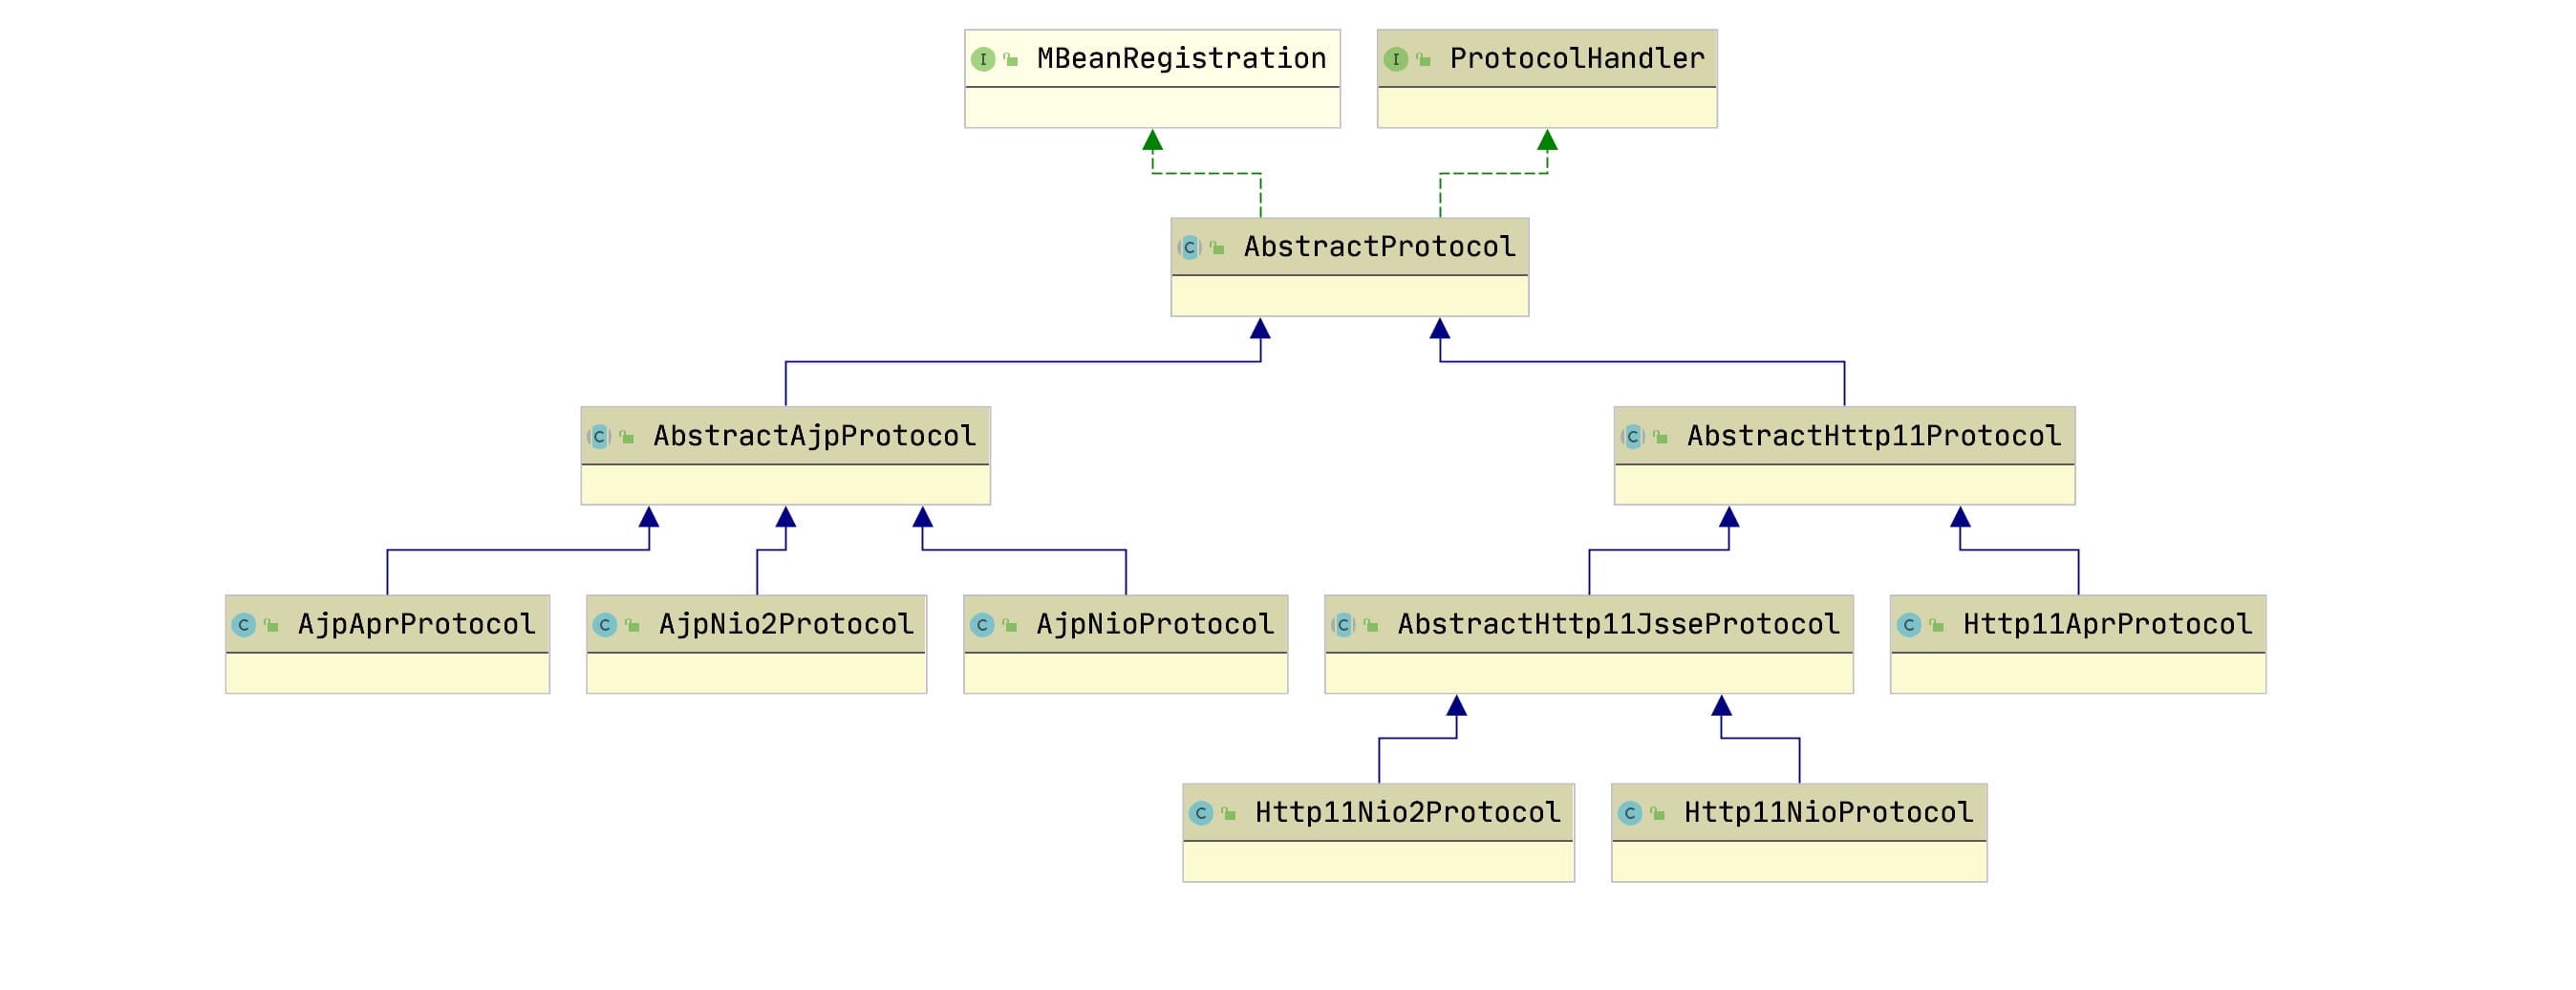 I MBeanRegistration
I ProtocolHandler
C AbstractProtocol
C AbstractAjpProtocol
C AbstractHttp11Protocol
C AjpAprProtocol
C AjpNio2Protocol
C AjpNioProtocol
C AbstractHttp11JsseProtocol
C Http11AprProtocol
C Http11Nio2Protocol
C Http11NioProtocol